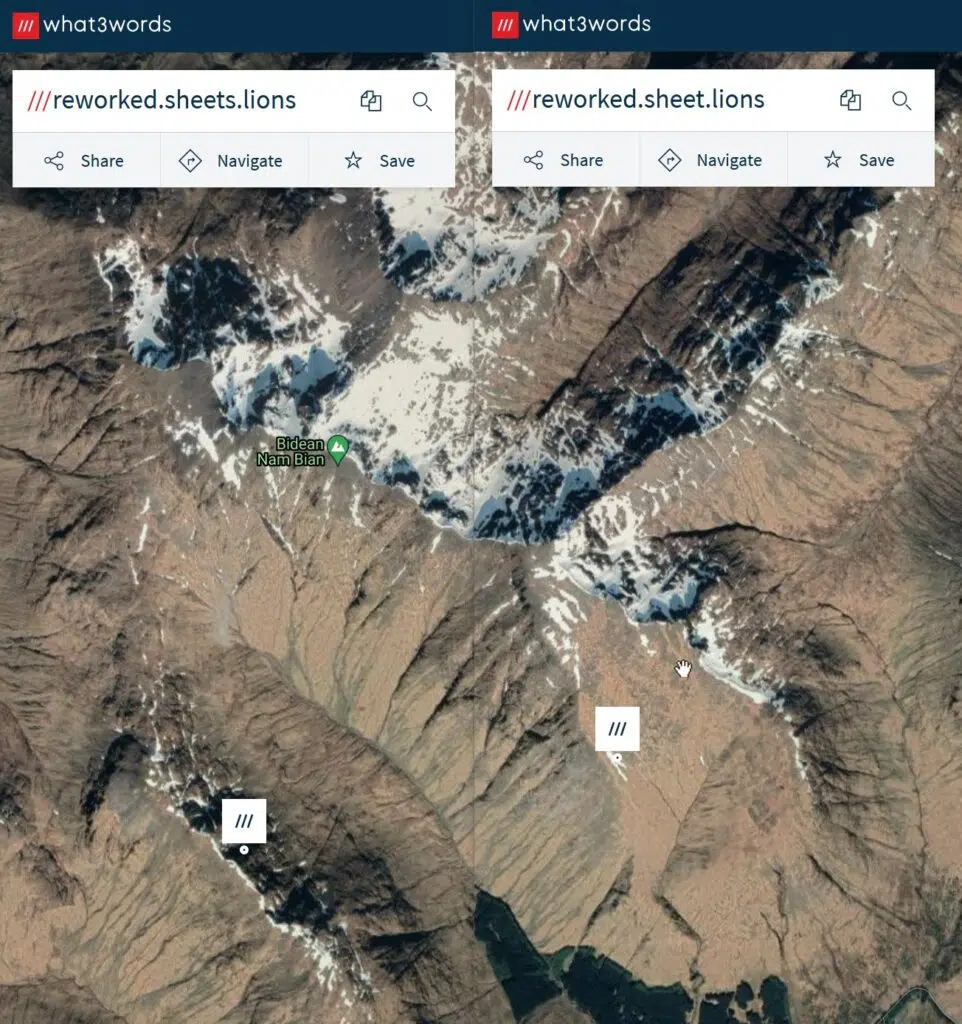 what3words
///reworked.sheets.lions
Share Navigate Save
what3words
///reworked.sheet.lions
Share Navigate Save
Bidean
Nam Bian